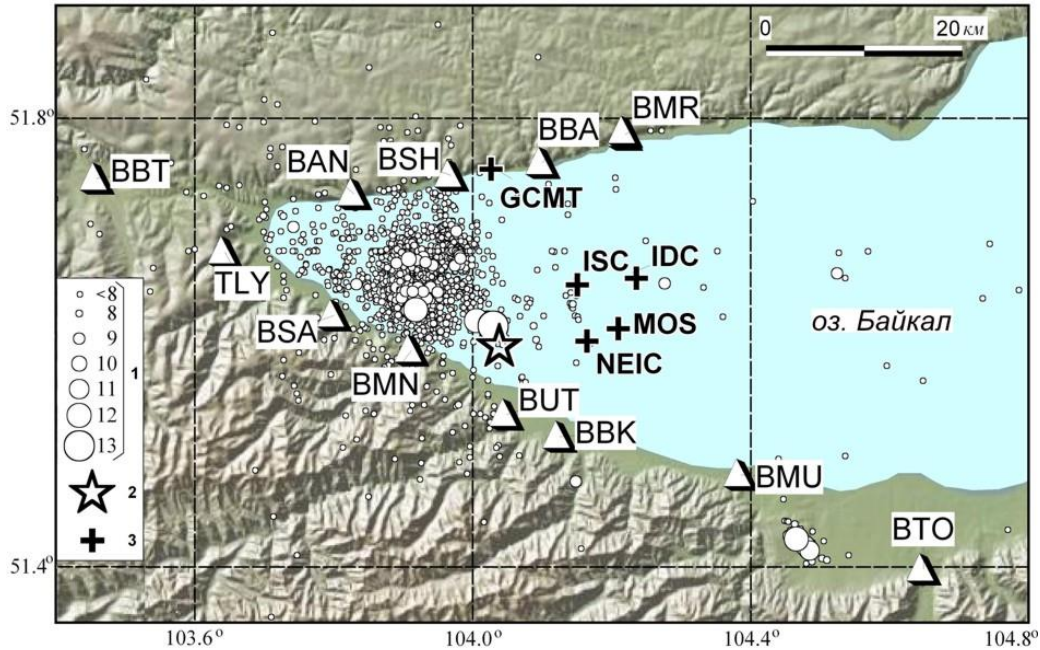 0 20 км
51.8°
BMR
BBA
BSH
BAN
BBT
GCMT
TLY
ISC
IDC
<8
8
9
10
11
12
13
1
2
3
BSA
MOS
оз. Байкал
NEIC
BMN
BUT
BBK
BMU
BTO
51.4°
103.6° 104.0° 104.4° 104.8°